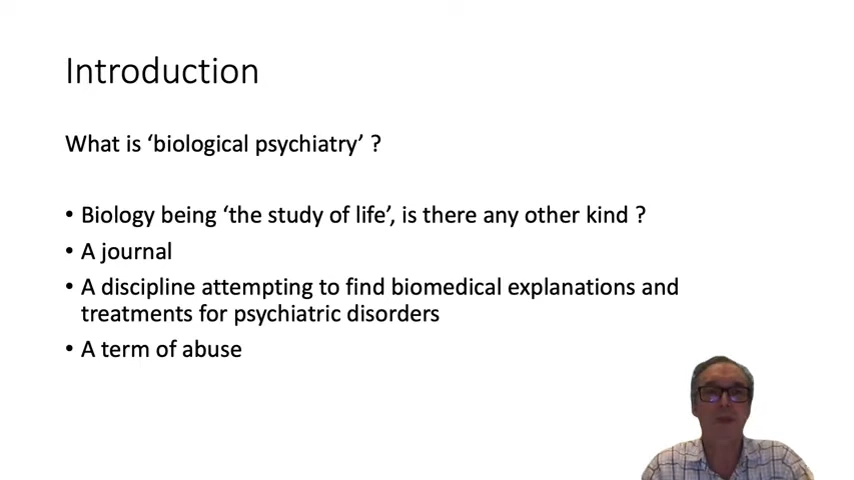 Introduction
What is ‘biological psychiatry’ ?
• Biology being ‘the study of life’, is there any other kind ?
• A journal
• A discipline attempting to find biomedical explanations and
treatments for psychiatric disorders
• A term of abuse